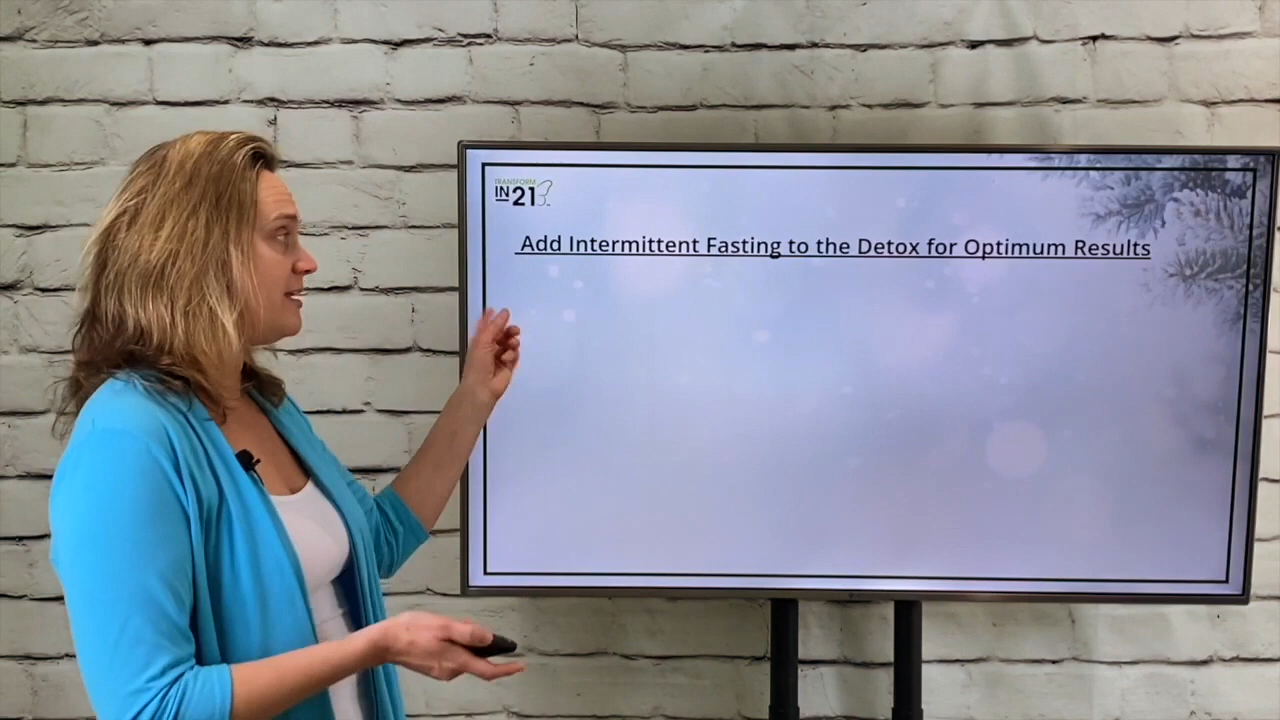 TRANSFORM
IN 21
Add Intermittent Fasting to the Detox for Optimum Results